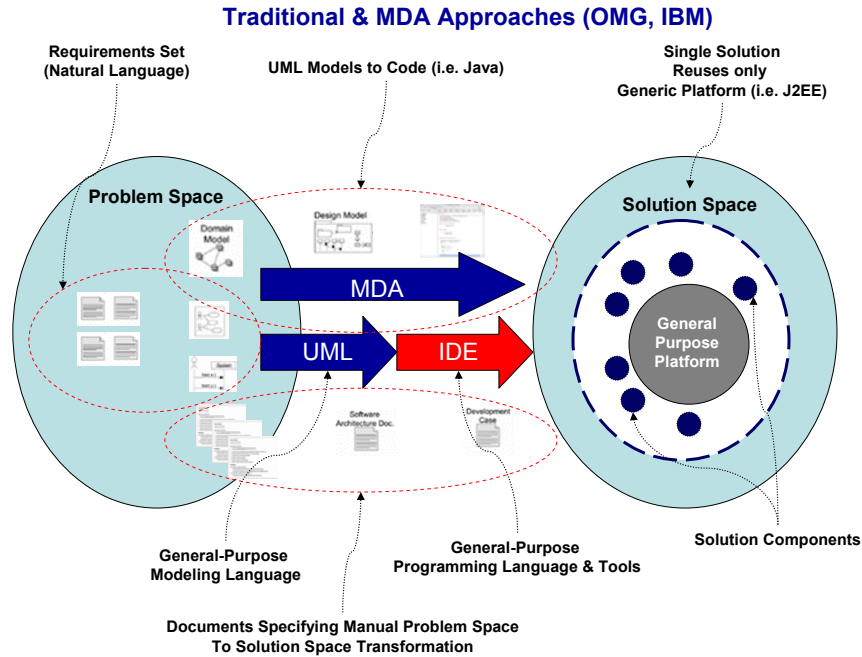 Traditional & MDA Approaches (OMG, IBM)
Requirements Set
(Natural Language)
UML Models to Code (i.e. Java)
Single Solution
Reuses only
Generic Platform (i.e. J2EE)
Problem Space
Domain
Model
Design Model
Solution Space
MDA
General
Purpose
Platform
UML
IDE
System
Software
Architecture Doc.
Development
Case
General-Purpose
Modeling Language
General-Purpose
Programming Language & Tools
Solution Components
Documents Specifying Manual Problem Space
To Solution Space Transformation